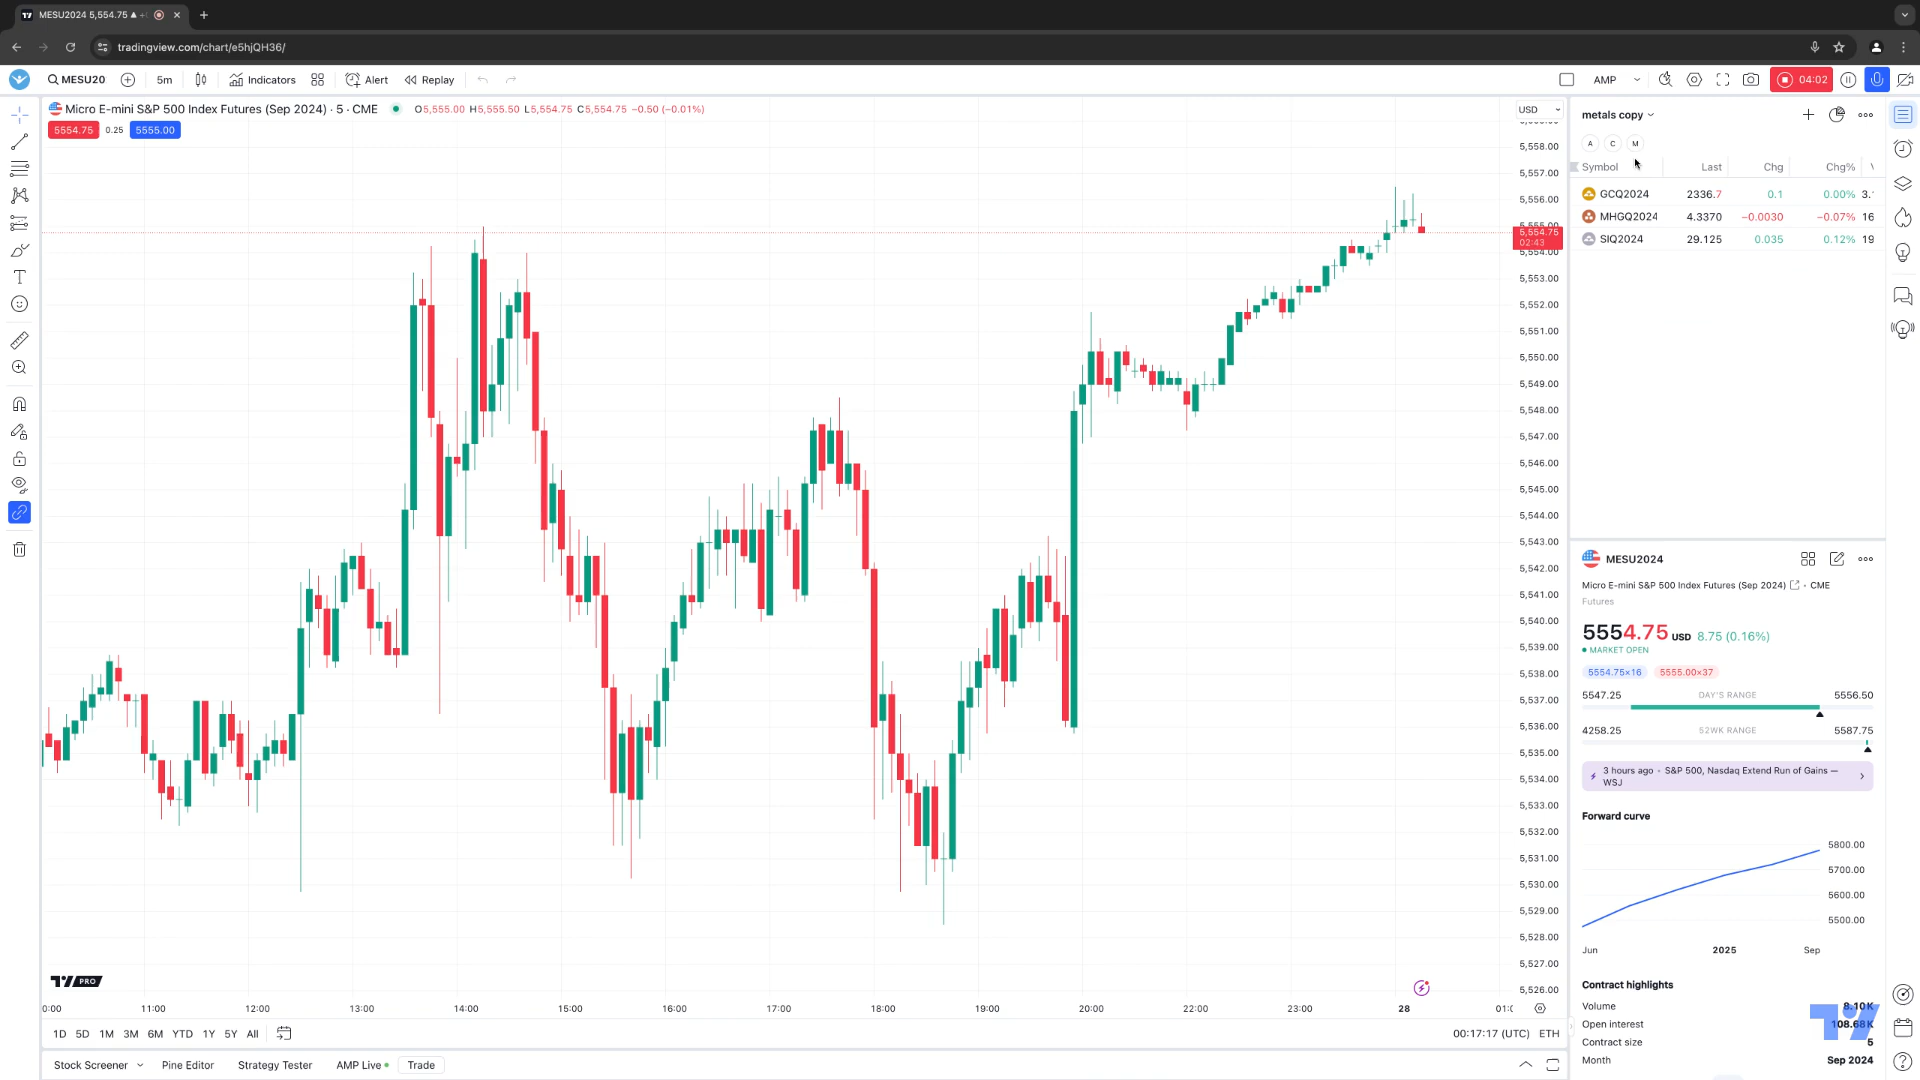 MESU2024 5,554.75
tradingview.com/chart/e5hjQH36/
MESU20
5m
Indicators
Alert
Replay
AMP
04:02
Micro E-mini S&P 500 Index Futures (Sep 2024) · 5 · CME
O5,555.00 H5,555.50 L5,554.75 C5,554.75 −0.50 (−0.01%)
USD
5554.75 0.25 5555.00
5,558.00
5,557.00
5,556.00
5,554.75
02:43
5,554.00
5,553.00
5,552.00
5,551.00
5,550.00
5,549.00
5,548.00
5,547.00
5,546.00
5,545.00
5,544.00
5,543.00
5,542.00
5,541.00
5,540.00
5,539.00
5,538.00
5,537.00
5,536.00
5,535.00
5,534.00
5,533.00
5,532.00
5,531.00
5,530.00
5,529.00
5,528.00
5,527.00
5,526.00
PRO
0:00 11:00 12:00 13:00 14:00 15:00 16:00 17:00 18:00 19:00 20:00 22:00 23:00 28 01:0
1D 5D 1M 3M 6M YTD 1Y 5Y All
00:17:17 (UTC) ETH
Stock Screener
Pine Editor
Strategy Tester
AMP Live
Trade
metals copy
A C M
Symbol Last Chg Chg%
GCQ2024 2336.7 0.1 0.00% 3.
MHGQ2024 4.3370 −0.0030 −0.07% 16
SIQ2024 29.125 0.035 0.12% 19
MESU2024
Micro E-mini S&P 500 Index Futures (Sep 2024) · CME
Futures
5554.75 USD 8.75 (0.16%)
MARKET OPEN
5554.75×16 5555.00×37
5547.25 DAY'S RANGE 5556.50
4258.25 52WK RANGE 5587.75
3 hours ago · S&P 500, Nasdaq Extend Run of Gains —
WSJ
Forward curve
5800.00
5700.00
5600.00
5500.00
Jun 2025 Sep
Contract highlights
Volume 8.10K
Open interest 108.68K
Contract size 5
Month Sep 2024